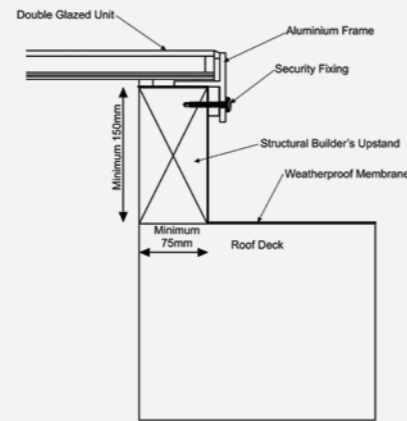 Double Glazed Unit
Aluminium Frame
Security Fixing
Minimum 150mm
Structural Builder's Upstand
Weatherproof Membrane
Minimum
75mm
Roof Deck